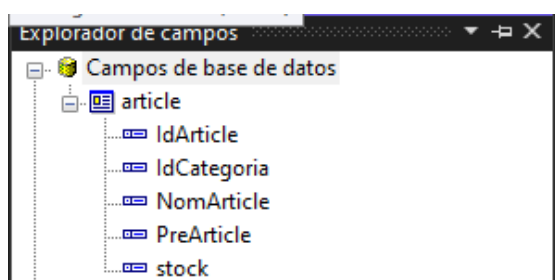 Explorador de campos
Campos de base de datos
article
IdArticle
IdCategoria
NomArticle
PreArticle
stock